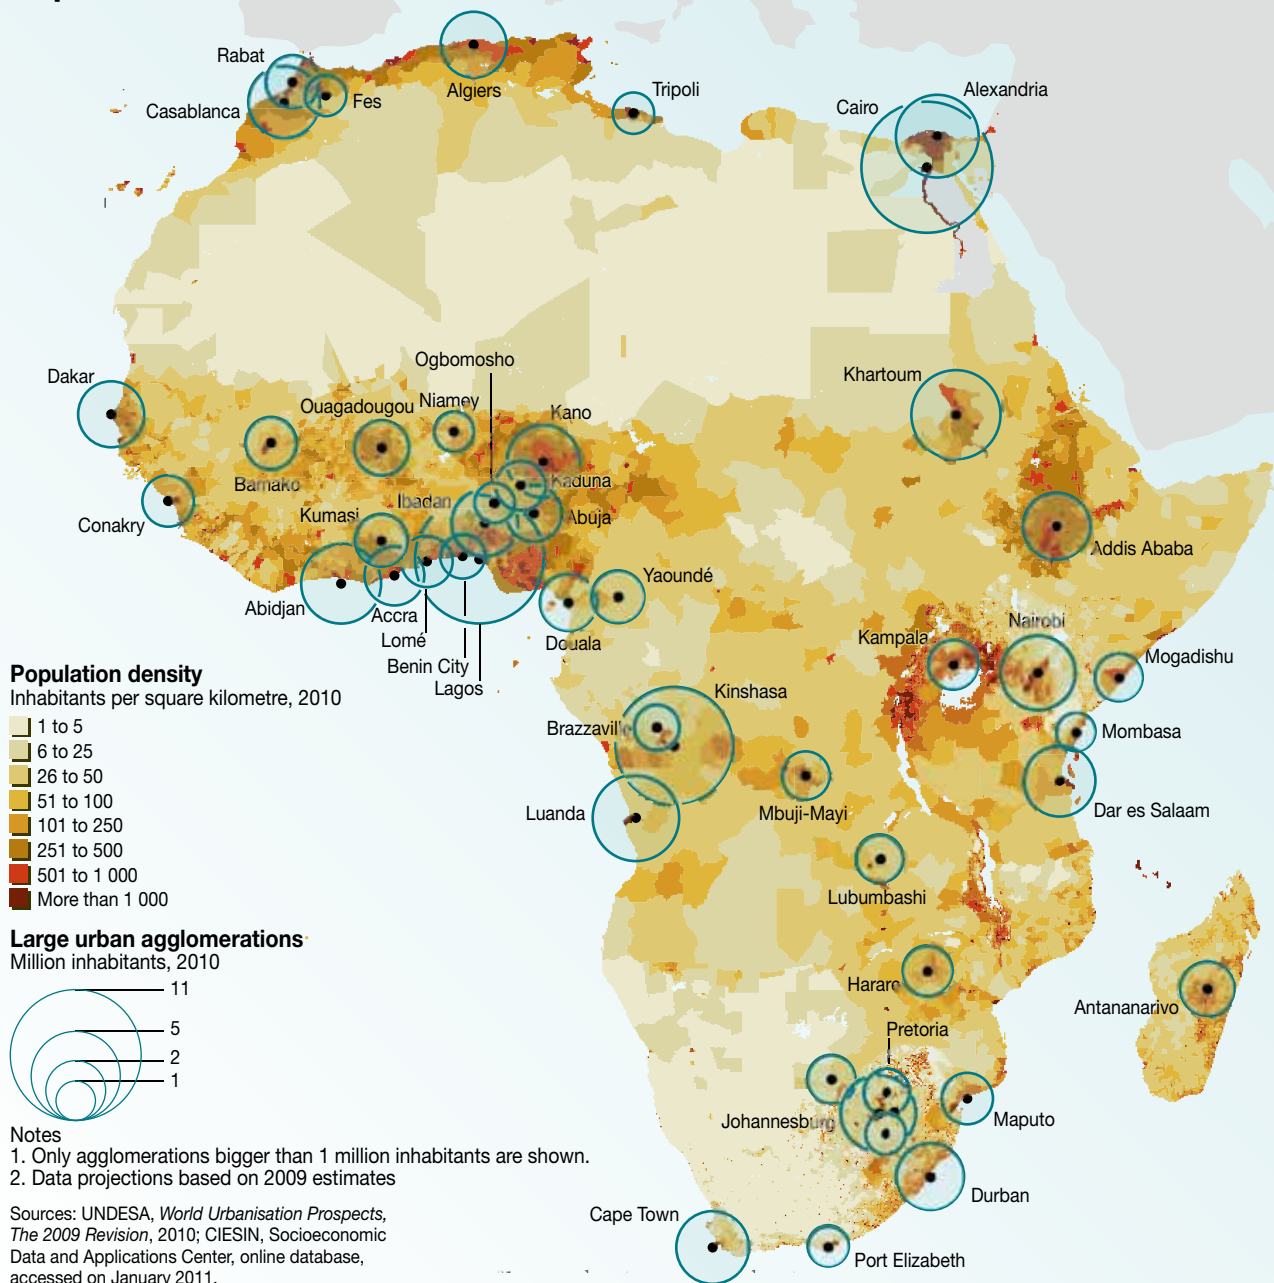 Rabat
Casablanca
Fes
Algiers
Tripoli
Cairo
Alexandria
Dakar
Ogbomosho
Ouagadougou
Niamey
Kano
Khartoum
Bamako
Ibadan
Kaduna
Conakry
Kumasi
Abuja
Addis Ababa
Abidjan
Accra
Lomé
Benin City
Lagos
Douala
Yaoundé
Kampala
Nairobi
Mogadishu
Kinshasa
Brazzavill
Mombasa
Luanda
Mbuji-Mayi
Dar es Salaam
Lubumbashi
Harare
Antananarivo
Pretoria
Johannesburg
Maputo
Durban
Cape Town
Port Elizabeth
Population density
Inhabitants per square kilometre, 2010
1 to 5
6 to 25
26 to 50
51 to 100
101 to 250
251 to 500
501 to 1 000
More than 1 000
Large urban agglomerations
Million inhabitants, 2010
11
5
2
1
Notes
1. Only agglomerations bigger than 1 million inhabitants are shown.
2. Data projections based on 2009 estimates
Sources: UNDESA, World Urbanisation Prospects,
The 2009 Revision, 2010; CIESIN, Socioeconomic
Data and Applications Center, online database,
accessed on January 2011.